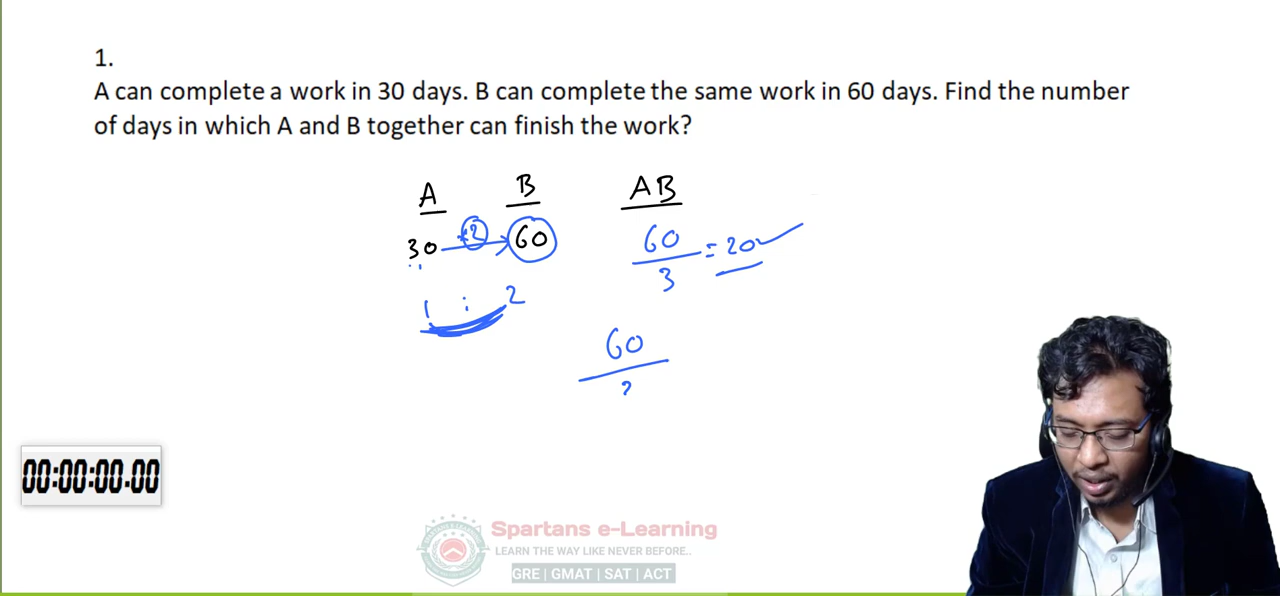 1.
A can complete a work in 30 days. B can complete the same work in 60 days. Find the number
of days in which A and B together can finish the work?
A B AB
30 ×2 60 60/3 = 20
1 : 2
60
00:00:00.00
Spartans e-Learning
LEARN THE WAY LIKE NEVER BEFORE..
GRE | GMAT | SAT | ACT